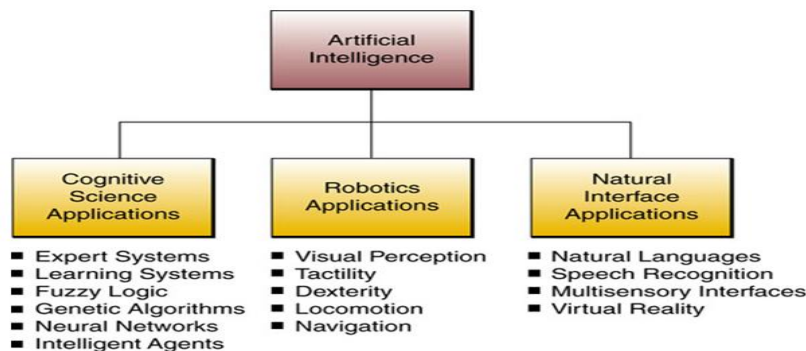 Artificial
Intelligence
Cognitive
Science
Applications
Expert Systems
Learning Systems
Fuzzy Logic
Genetic Algorithms
Neural Networks
Intelligent Agents
Robotics
Applications
Visual Perception
Tactility
Dexterity
Locomotion
Navigation
Natural
Interface
Applications
Natural Languages
Speech Recognition
Multisensory Interfaces
Virtual Reality